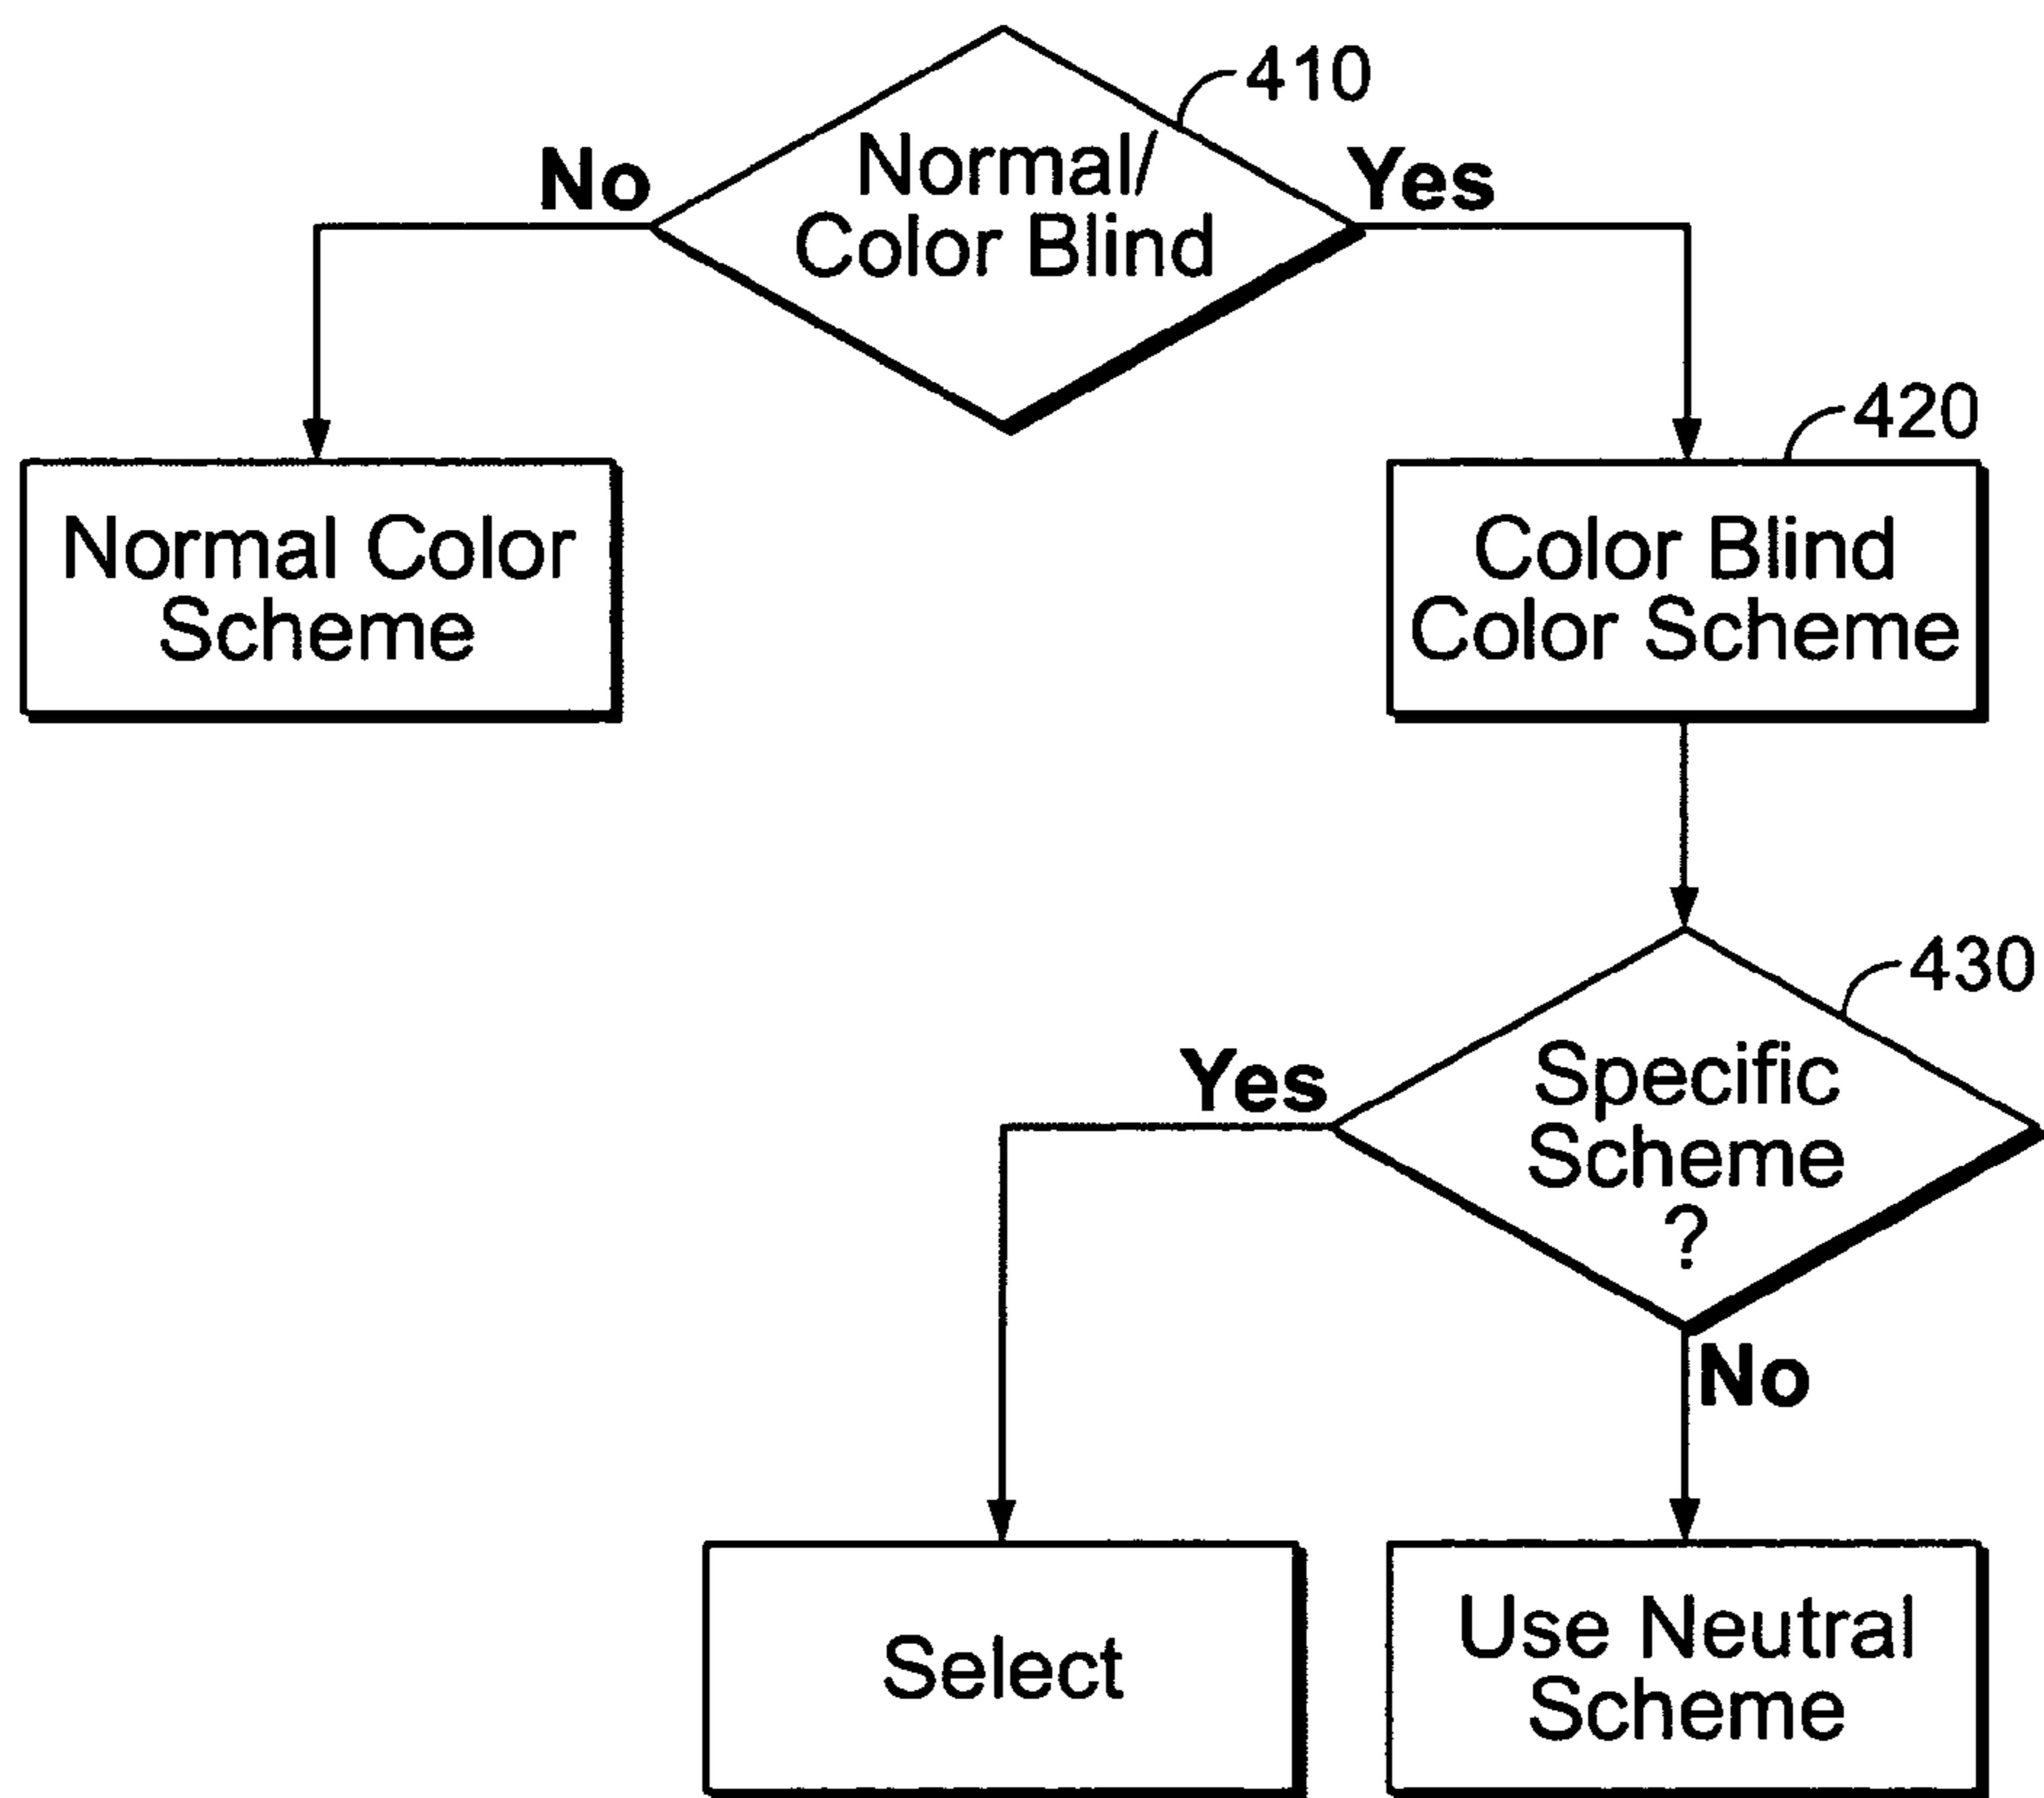 410
No
Normal/
Color Blind
Yes
420
Normal Color
Scheme
Color Blind
Color Scheme
430
Yes
Specific
Scheme
?
No
Select
Use Neutral
Scheme